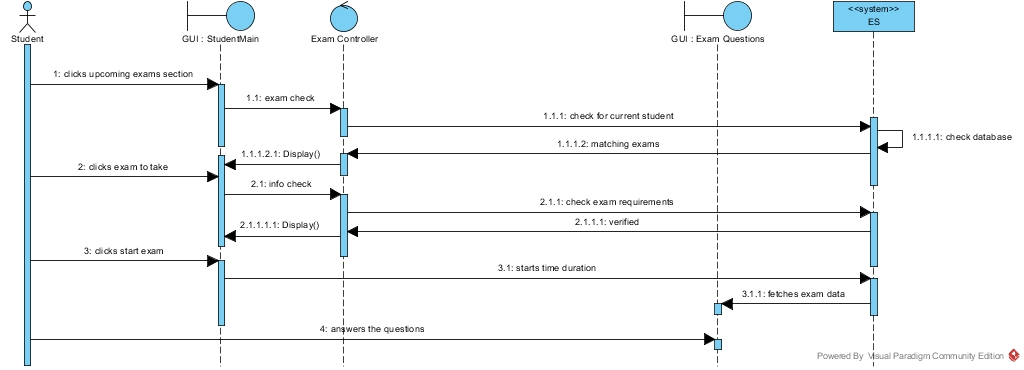 <<system>>
ES
Student
GUI : StudentMain
Exam Controller
GUI : Exam Questions
1: clicks upcoming exams section
1.1: exam check
1.1.1: check for current student
1.1.1.1: check database
1.1.1.2: matching exams
1.1.1.2.1: Display()
2: clicks exam to take
2.1: info check
2.1.1: check exam requirements
2.1.1.1: verified
2.1.1.1.1: Display()
3: clicks start exam
3.1: starts time duration
3.1.1: fetches exam data
4: answers the questions
Powered By Visual Paradigm Community Edition